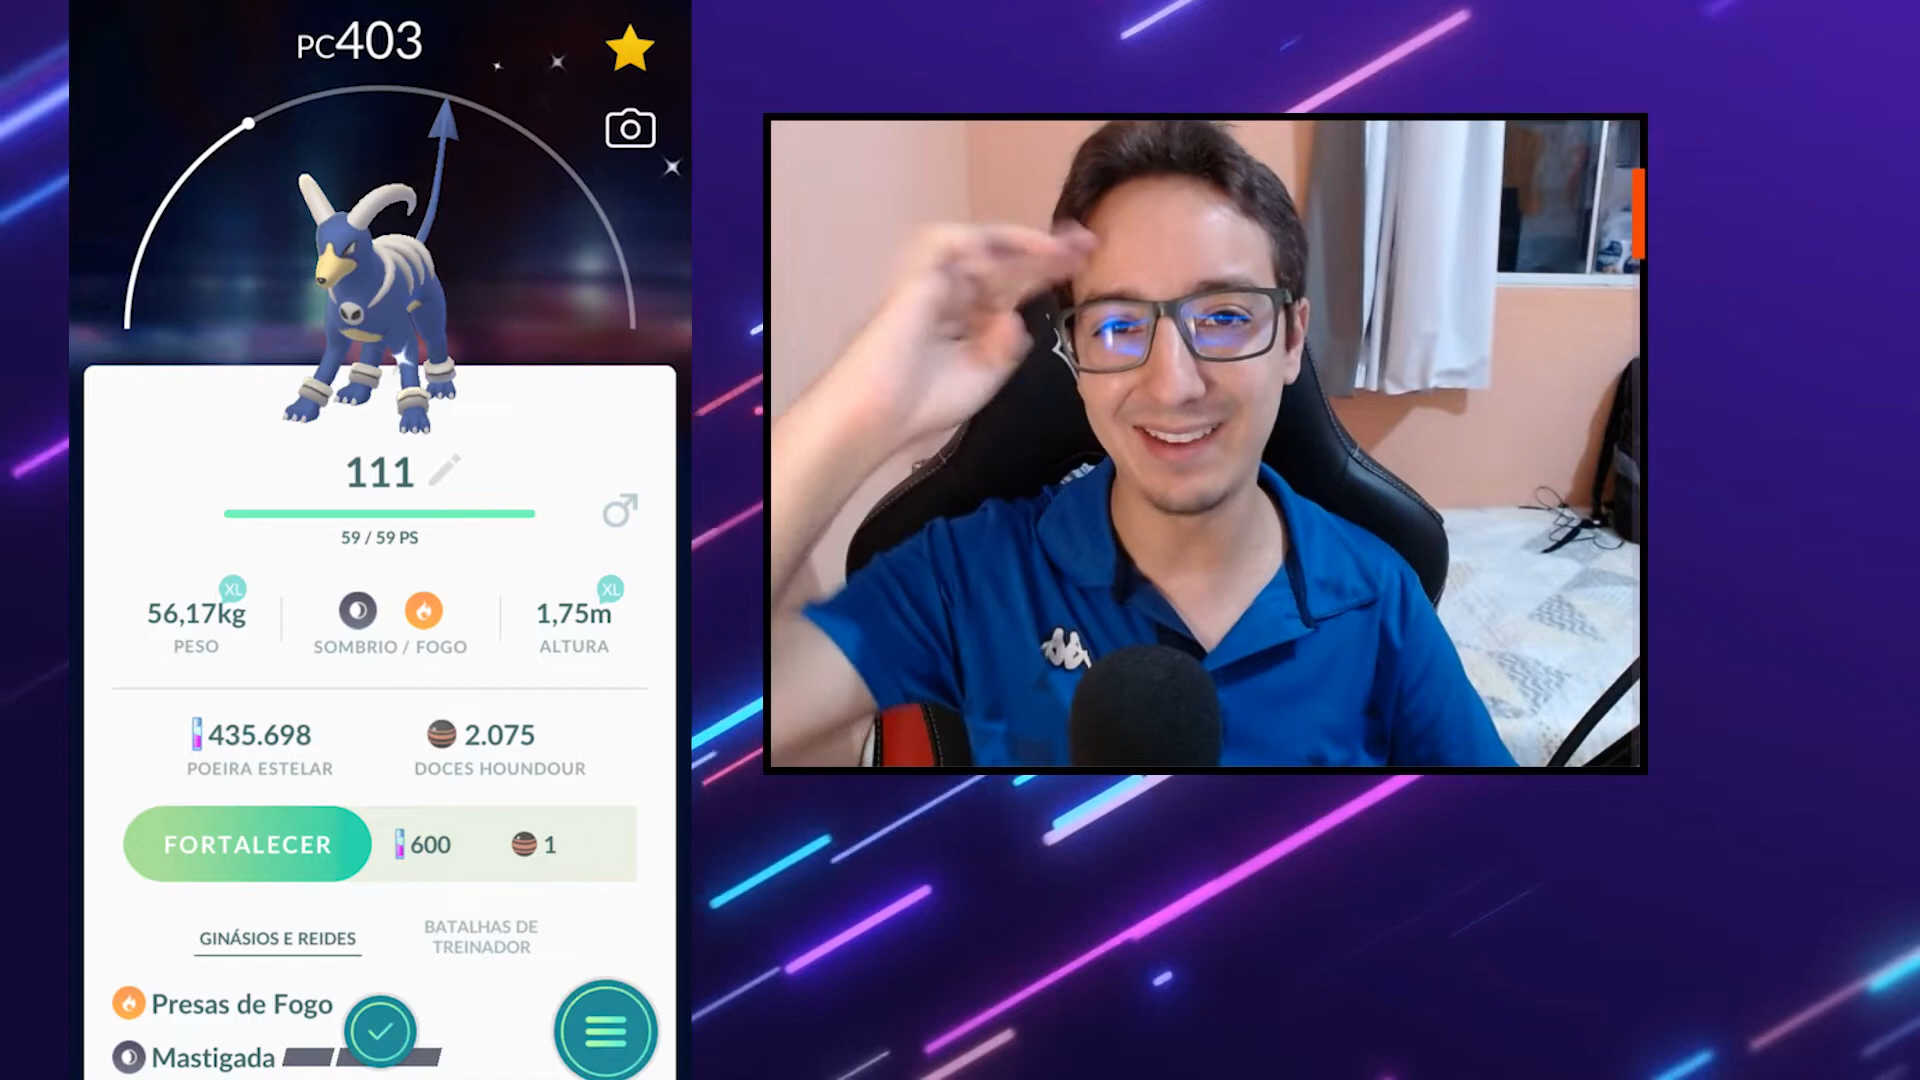 PC403
111
59 / 59 PS
XL
XL
56,17kg
1,75m
PESO
SOMBRIO / FOGO
ALTURA
435.698
2.075
POEIRA ESTELAR
DOCES HOUNDOUR
FORTALECER
600
1
GINÁSIOS E REIDES
BATALHAS DE
TREINADOR
Presas de Fogo
Mastigada